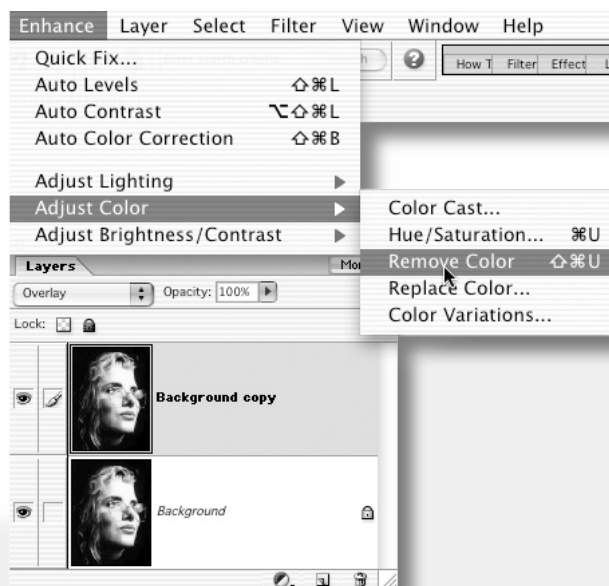 Enhance Layer Select Filter View Window Help
Quick Fix...
How T Filter Effect L
Auto Levels ⇧⌘L
Auto Contrast ⌥⇧⌘L
Auto Color Correction ⇧⌘B
Adjust Lighting
Adjust Color
Adjust Brightness/Contrast
Color Cast...
Hue/Saturation... ⌘U
Remove Color ⇧⌘U
Replace Color...
Color Variations...
Layers Mor
Overlay Opacity: 100%
Lock:
Background copy
Background